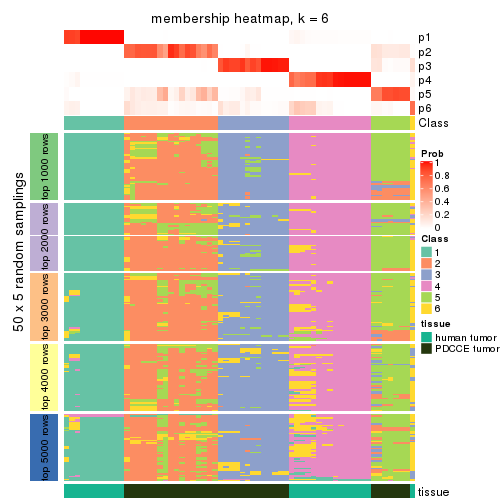 membership heatmap, k = 6
p1
p2
p3
p4
p5
p6
Class
50 x 5 random samplings
top 1000 rows
top 2000 rows
top 3000 rows
top 4000 rows
top 5000 rows
Prob
1
0.8
0.6
0.4
0.2
0
Class
1
2
3
4
5
6
tissue
human tumor
PDCCE tumor
tissue